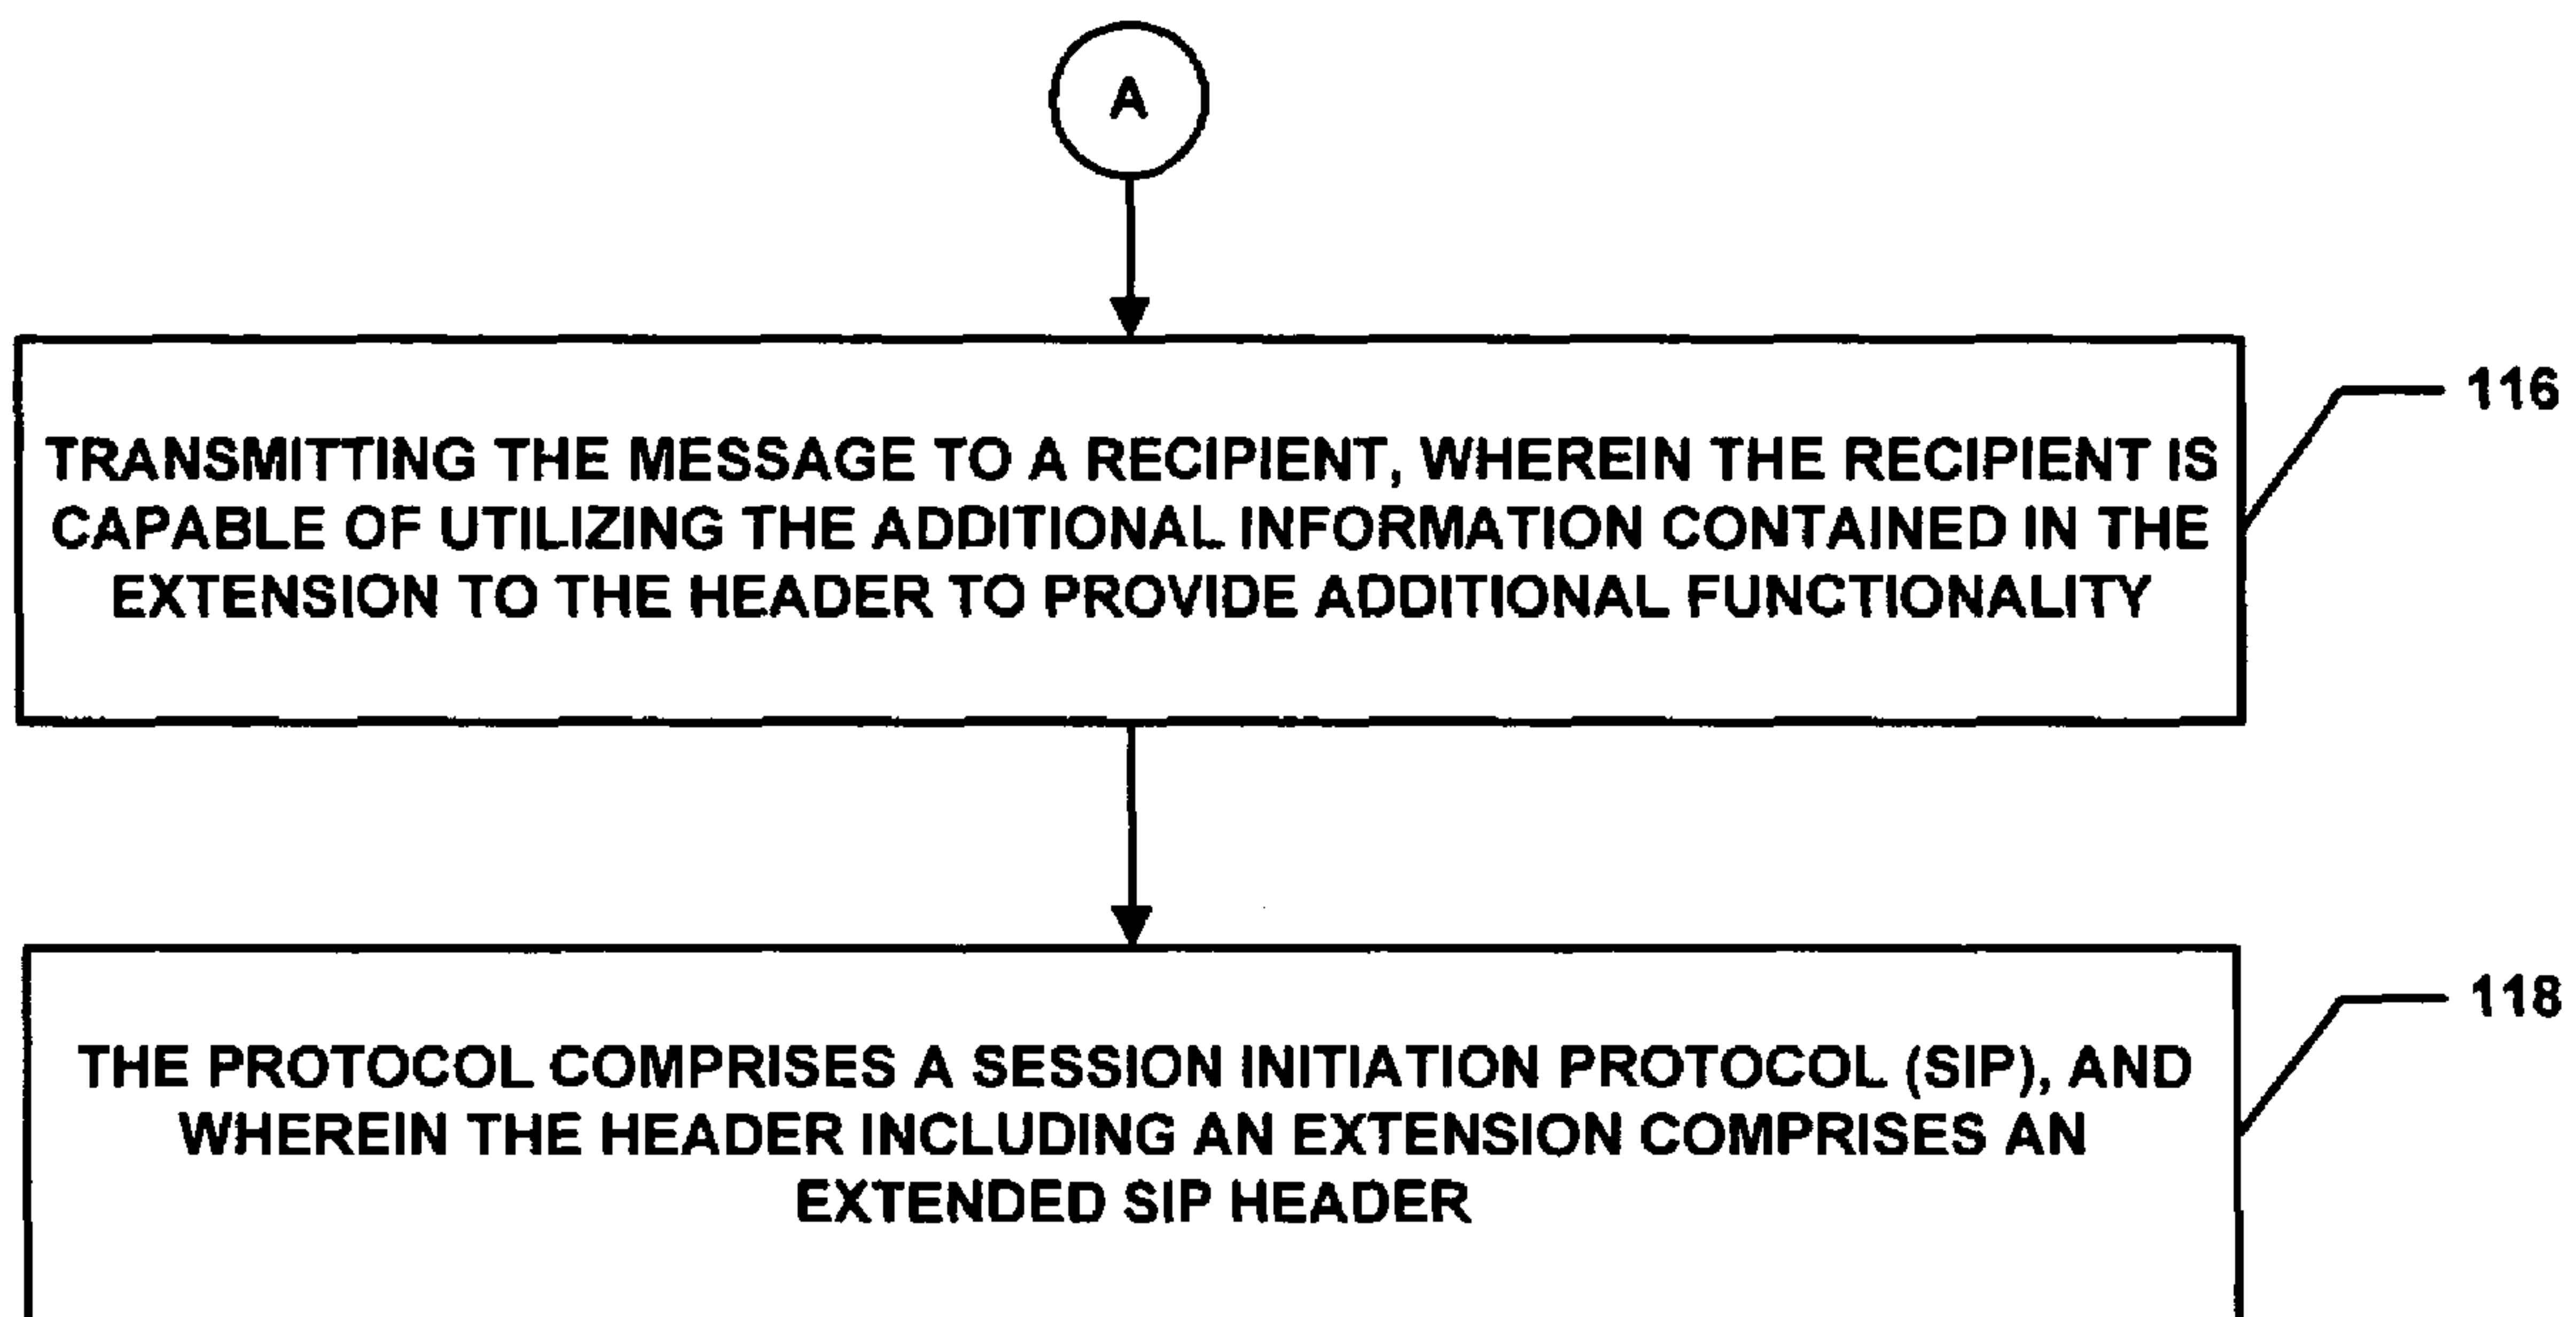 A
116
TRANSMITTING THE MESSAGE TO A RECIPIENT, WHEREIN THE RECIPIENT IS
CAPABLE OF UTILIZING THE ADDITIONAL INFORMATION CONTAINED IN THE
EXTENSION TO THE HEADER TO PROVIDE ADDITIONAL FUNCTIONALITY
118
THE PROTOCOL COMPRISES A SESSION INITIATION PROTOCOL (SIP), AND
WHEREIN THE HEADER INCLUDING AN EXTENSION COMPRISES AN
EXTENDED SIP HEADER